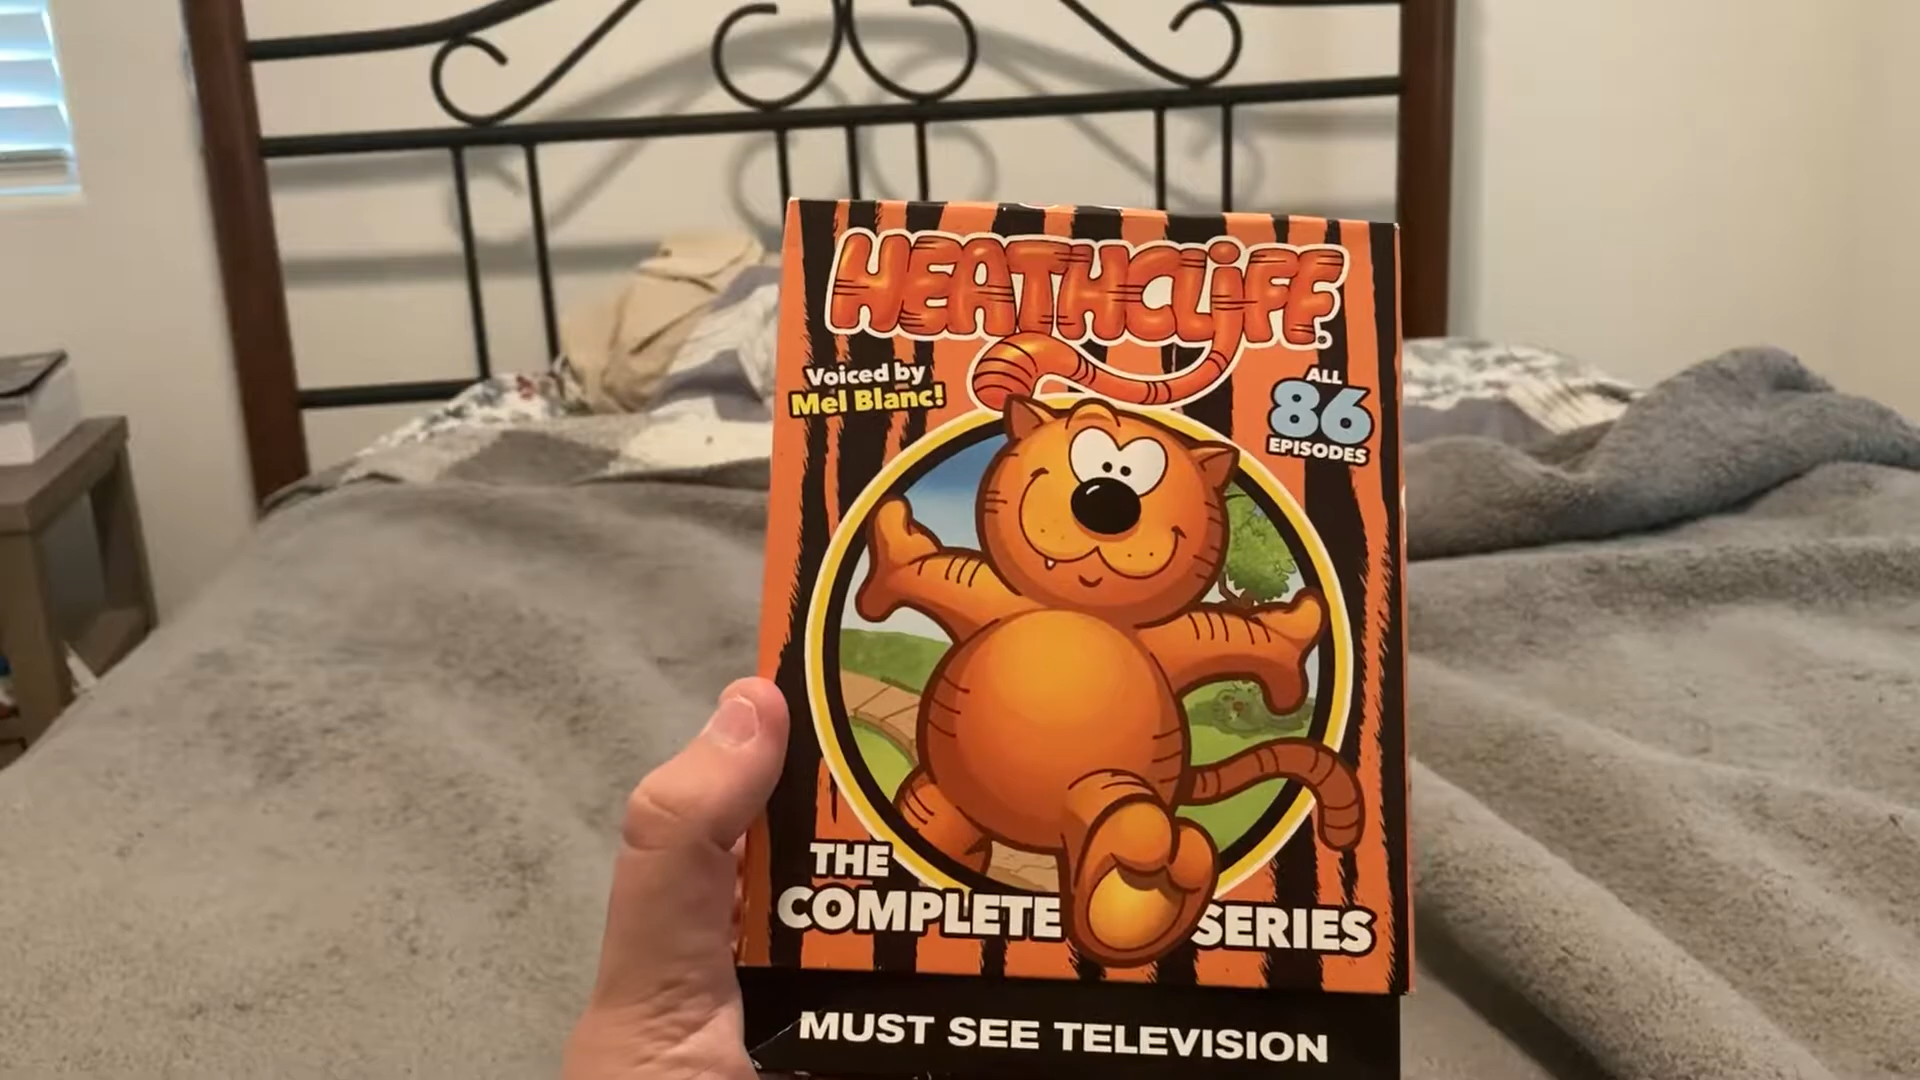 HEATHCLiFF
Voiced by
Mel Blanc!
ALL
86
EPISODES
THE
COMPLETE SERIES
MUST SEE TELEVISION